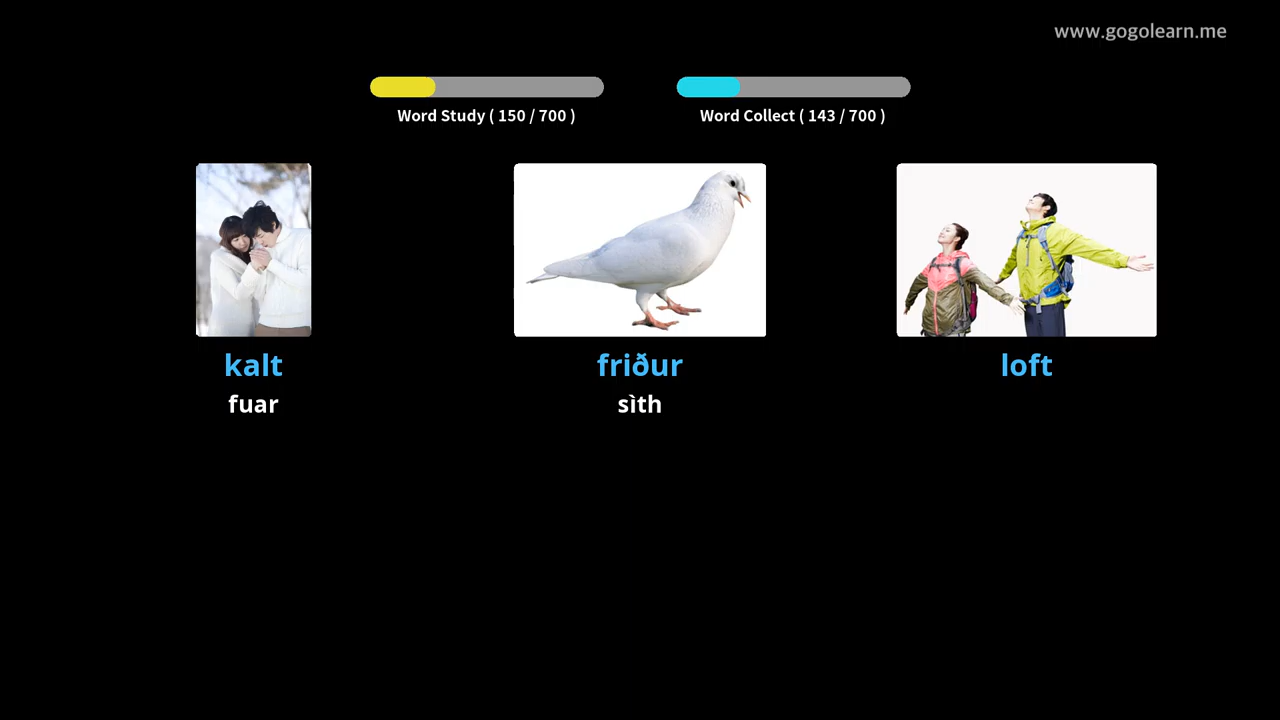 www.gogolearn.me
Word Study ( 150 / 700 )
Word Collect ( 143 / 700 )
kalt
friður
loft
fuar
sìth